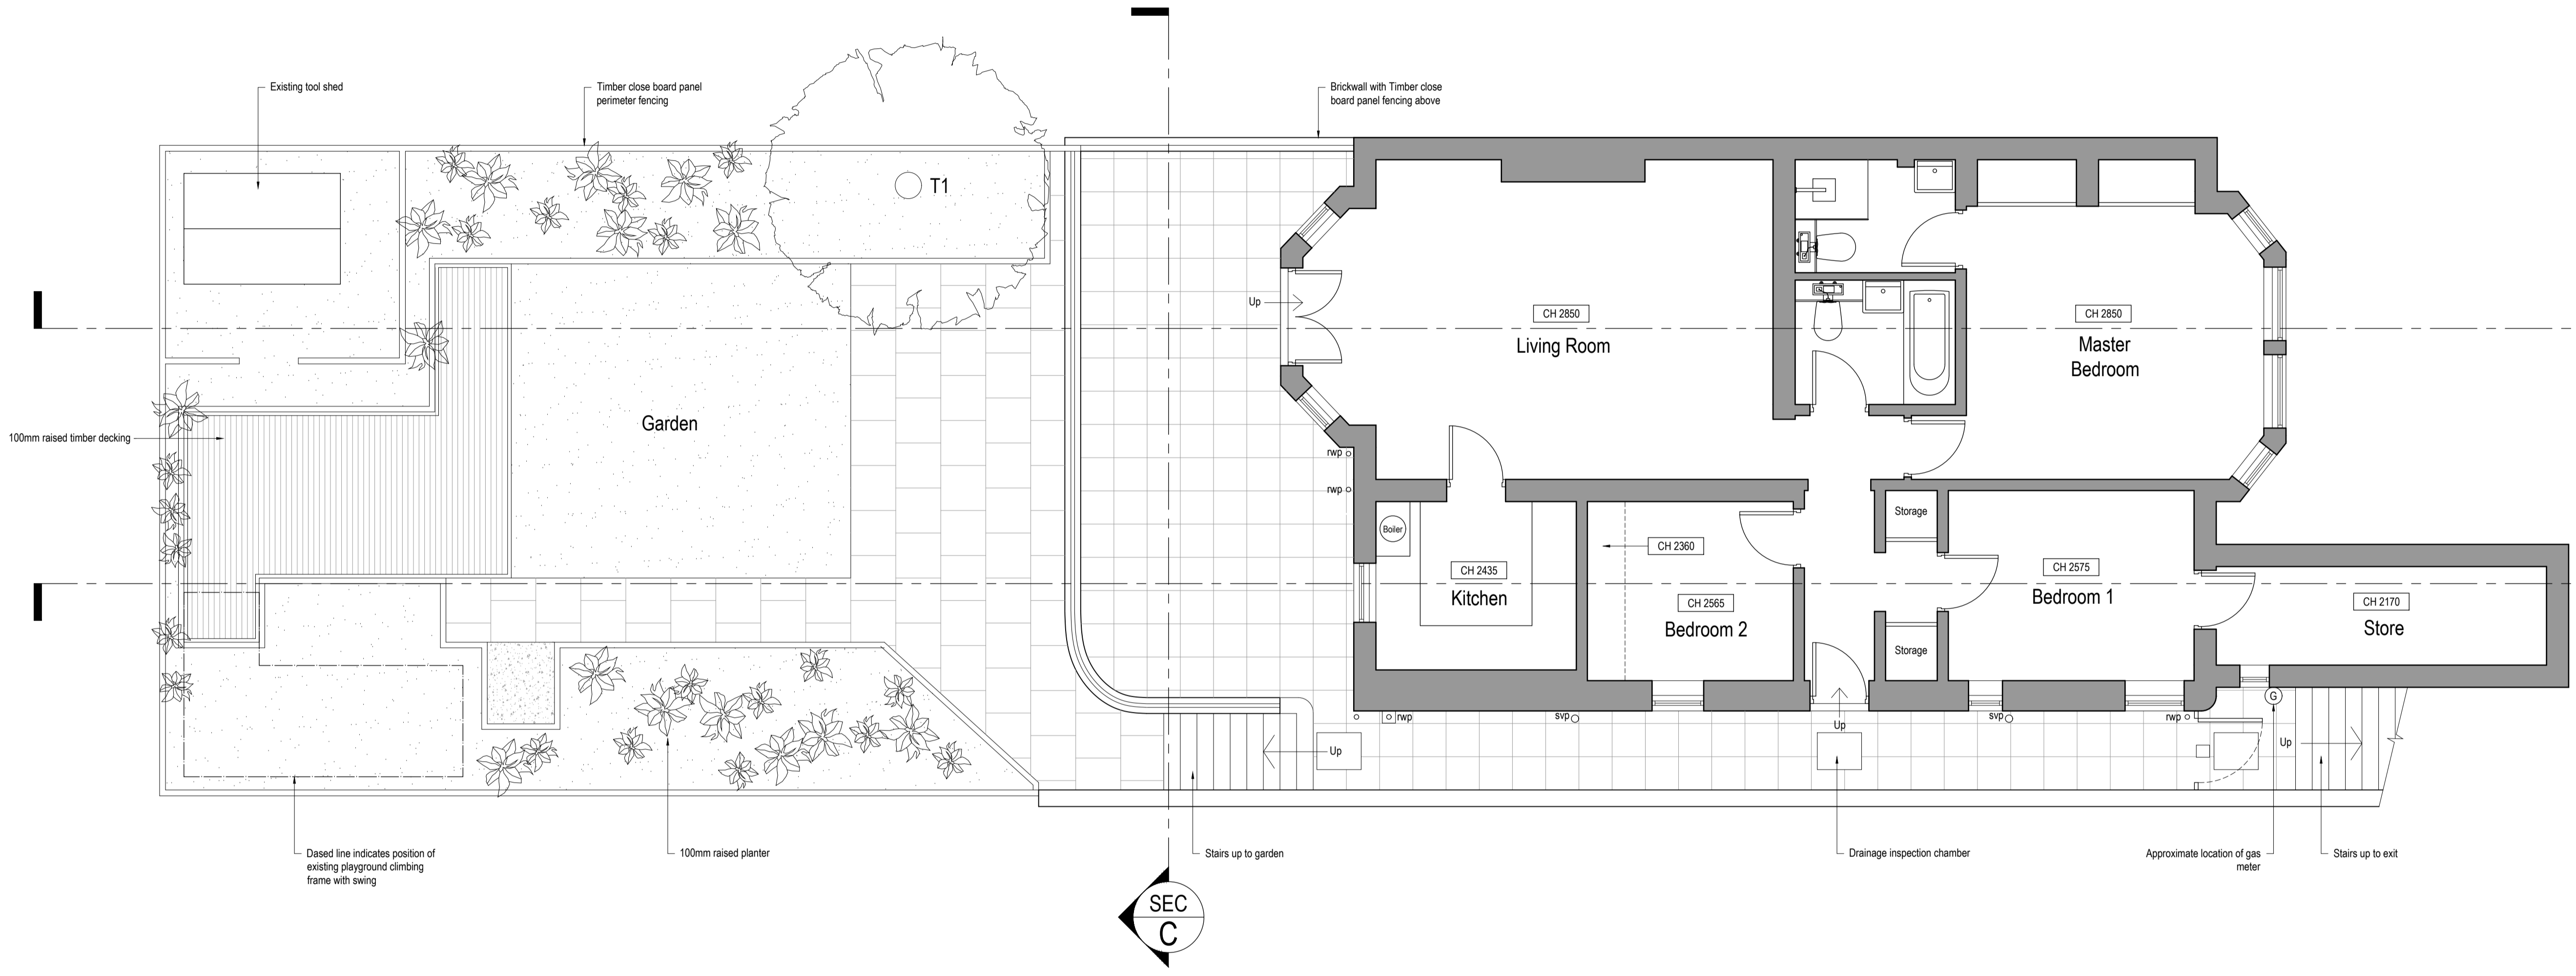 Existing tool shed
Timber close board panel
perimeter fencing
Brickwall with Timber close
board panel fencing above
T1
Up
CH 2850
Living Room
CH 2850
Master
Bedroom
Garden
100mm raised timber decking
rwp
rwp
Boiler
CH 2435
Kitchen
CH 2360
CH 2565
Bedroom 2
Storage
Storage
CH 2575
Bedroom 1
CH 2170
Store
G
rwp
svp
Up
svp
rwp
Up
Up
Dased line indicates position of
existing playground climbing
frame with swing
100mm raised planter
Stairs up to garden
Drainage inspection chamber
Approximate location of gas
meter
Stairs up to exit
SEC
C